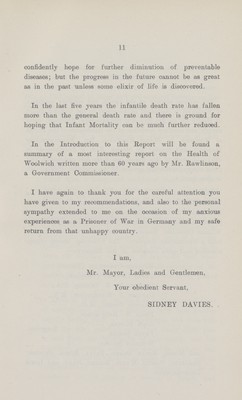 11
confidently hope for further dimination of preventable
diseases; but the progress in the future cannot be as great
as in the past unless some elixir of life is discovered.
In the last five years the infantile death rate has fallen
more than the general death rate and there is ground for
hoping that Infant Mortality can be much further reduced.
In the Introduction to this Report will be found a
summary of a most interesting report on the Health of
Woolwich written more than 60 years ago by Mr. Rawlinson,
a Government Commissioner.
I have again to thank you for the careful attention you
have given to my recommendations, and also to the personal
sympathy extended to me on the occasion of my anxious
experiences as a Prisoner of War in Germany and my safe
return from that unhappy country.
I am,
Mr. Mayor, Ladies and Gentlemen,
Your obedient Servant,
SIDNEY DAVIES.